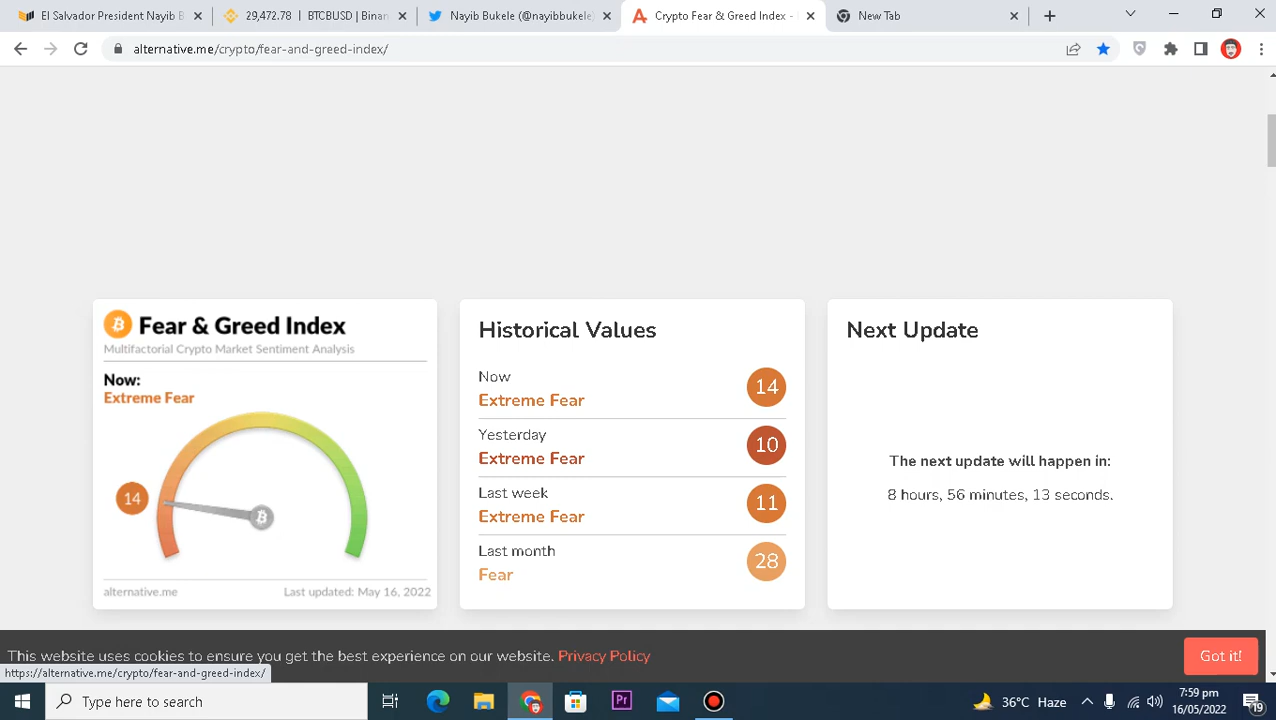 El Salvador President Nayib B
29,472.78 | BTCBUSD | Binan
Nayib Bukele (@nayibbukele)
Crypto Fear & Greed Index -
New Tab
alternative.me/crypto/fear-and-greed-index/
Fear & Greed Index
Multifactorial Crypto Market Sentiment Analysis
Now:
Extreme Fear
14
alternative.me
Last updated: May 16, 2022
Historical Values
Now
Extreme Fear
14
Yesterday
Extreme Fear
10
Last week
Extreme Fear
11
Last month
Fear
28
Next Update
The next update will happen in:
8 hours, 56 minutes, 13 seconds.
This website uses cookies to ensure you get the best experience on our website. Privacy Policy
Got it!
https://alternative.me/crypto/fear-and-greed-index/
Type here to search
Pr
36°C Haze
7:59 pm
16/05/2022
19